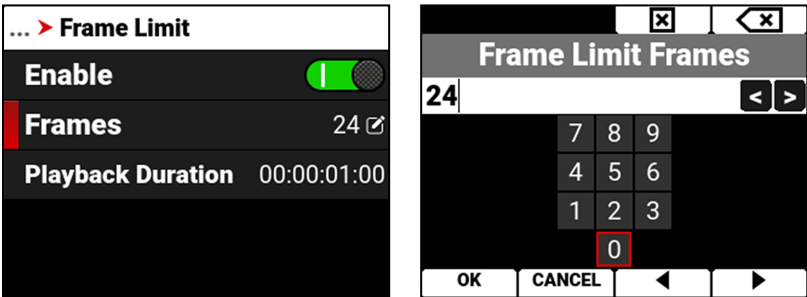 ... > Frame Limit
Enable
Frames 24
Playback Duration 00:00:01:00
Frame Limit Frames
24 < >
7 8 9
4 5 6
1 2 3
0
OK CANCEL